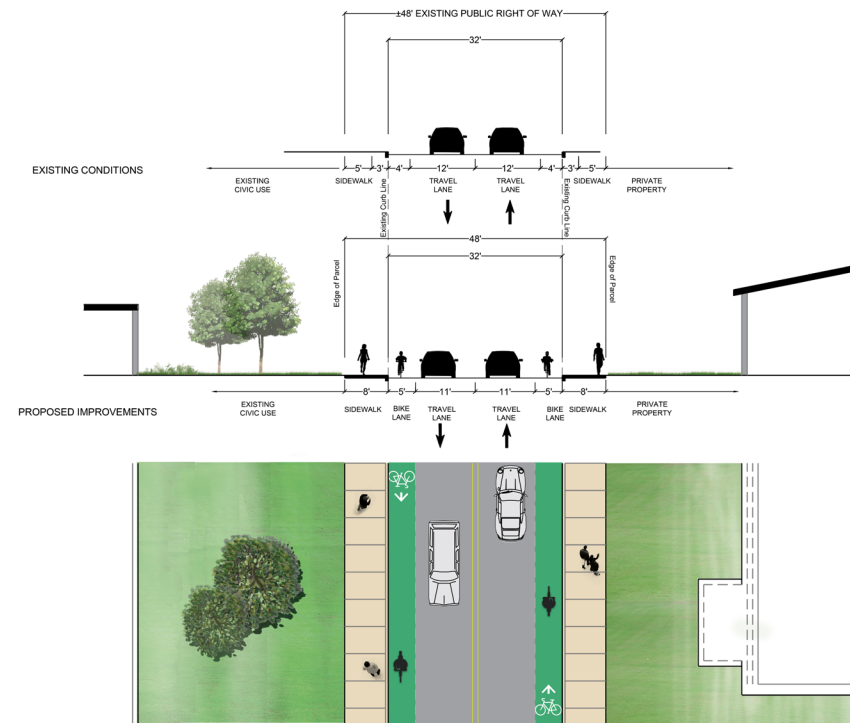 ±48' EXISTING PUBLIC RIGHT OF WAY
32'
EXISTING CONDITIONS
5' 3' 4' 12' 12' 4' 3' 5'
EXISTING
CIVIC USE
SIDEWALK
Existing Curb Line
TRAVEL
LANE
TRAVEL
LANE
Existing Curb Line
SIDEWALK
PRIVATE
PROPERTY
48'
32'
Edge of Parcel
Edge of Parcel
8' 5' 11' 11' 5' 8'
PROPOSED IMPROVEMENTS
EXISTING
CIVIC USE
SIDEWALK
BIKE
LANE
TRAVEL
LANE
TRAVEL
LANE
BIKE
LANE
SIDEWALK
PRIVATE
PROPERTY